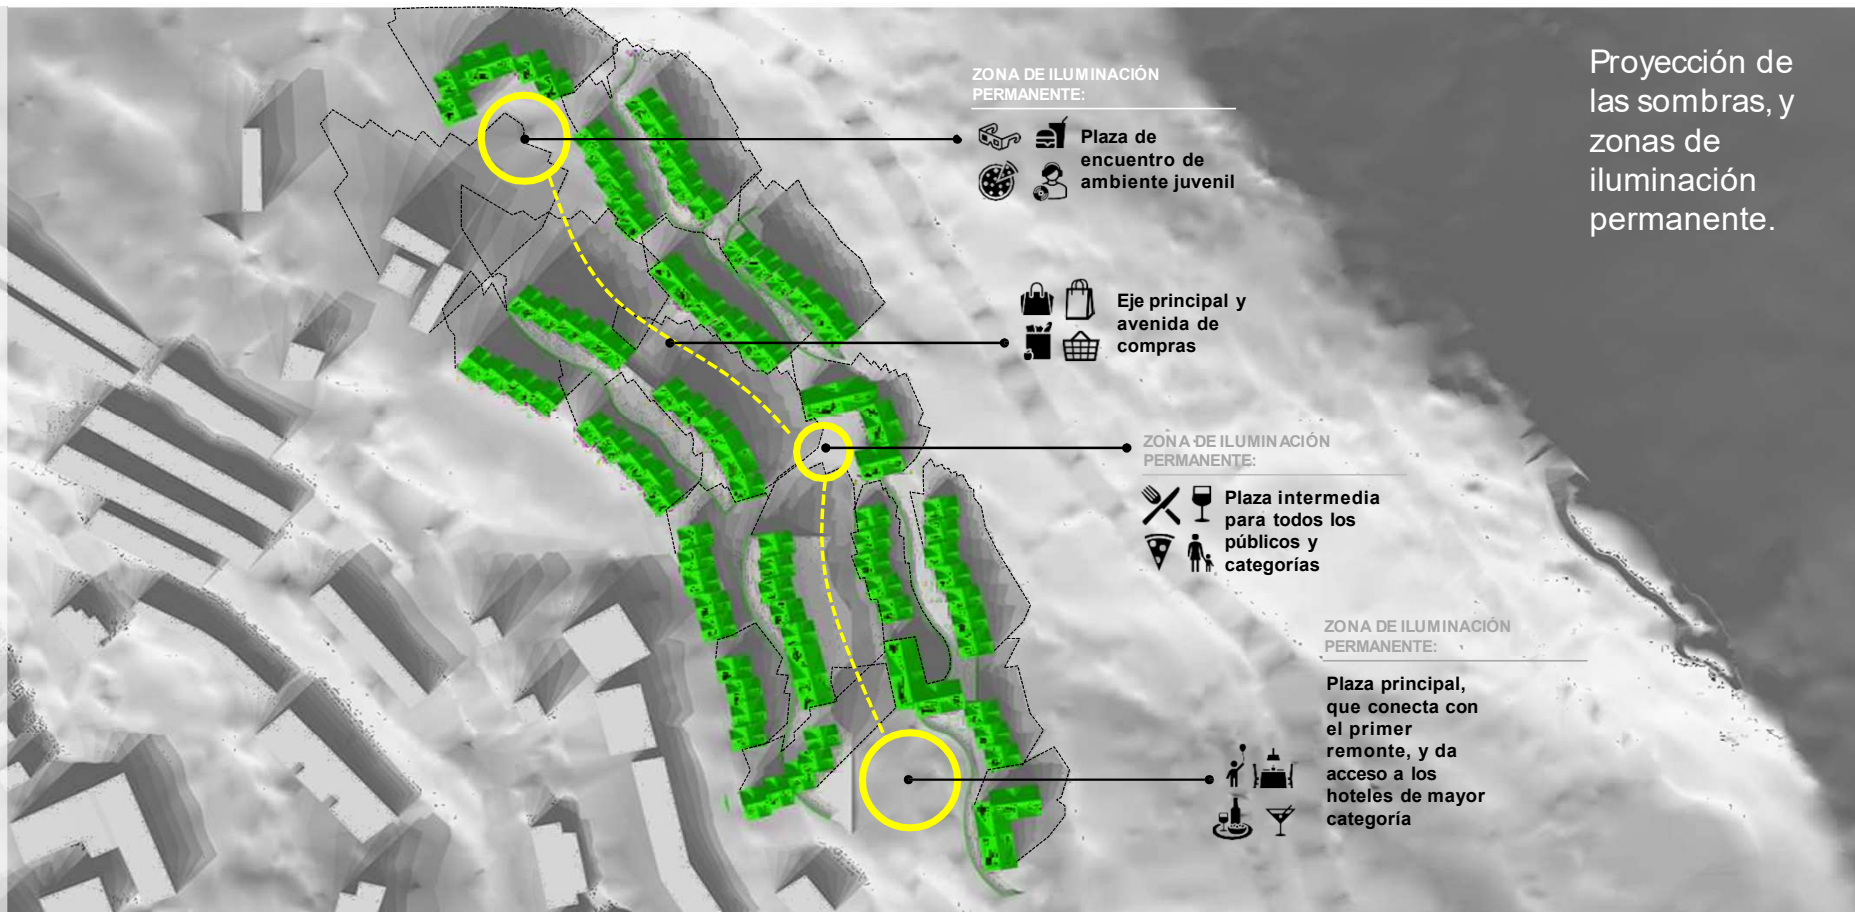 Proyección de
las sombras, y
zonas de
iluminación
permanente.
ZONA DE ILUMINACIÓN
PERMANENTE:
Plaza de
encuentro de
ambiente juvenil
Eje principal y
avenida de
compras
ZONA DE ILUMINACIÓN
PERMANENTE:
Plaza intermedia
para todos los
públicos y
categorías
ZONA DE ILUMINACIÓN
PERMANENTE:
Plaza principal,
que conecta con
el primer
remonte, y da
acceso a los
hoteles de mayor
categoría